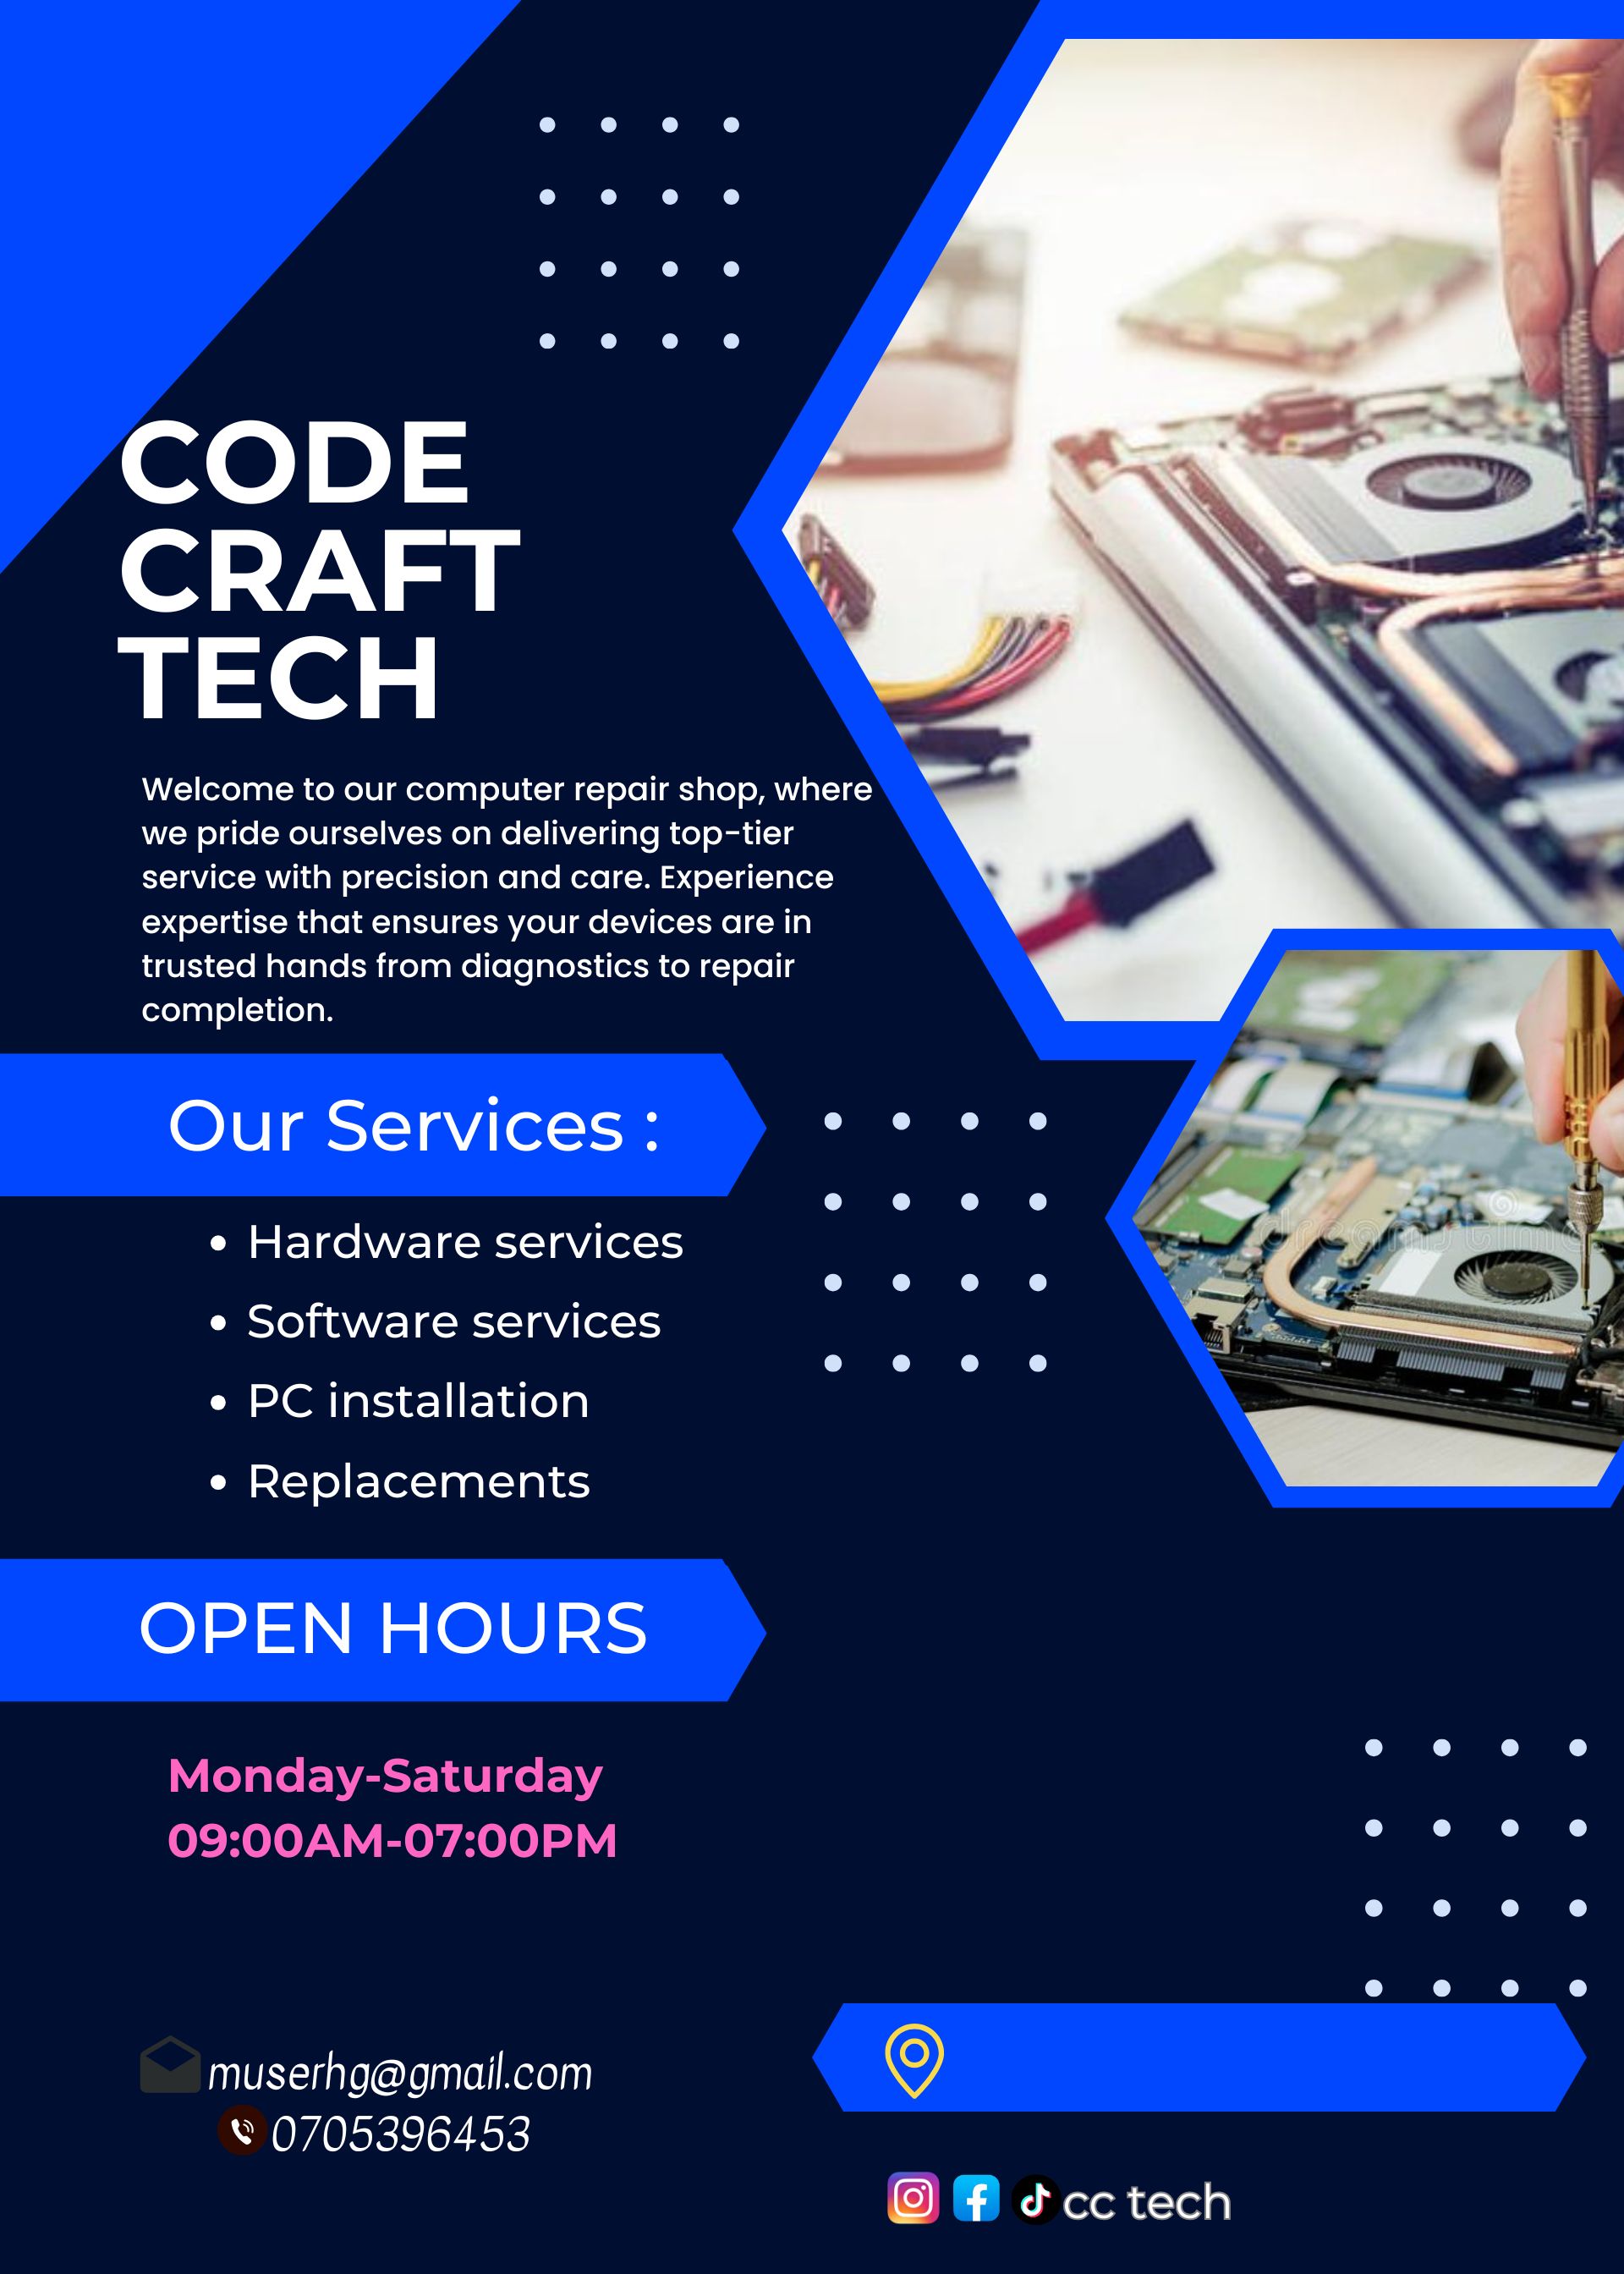 CODE
CRAFT
TECH
Welcome to our computer repair shop, where
we pride ourselves on delivering top-tier
service with precision and care. Experience
expertise that ensures your devices are in
trusted hands from diagnostics to repair
completion.
Our Services :
• Hardware services
• Software services
• PC installation
• Replacements
dreamstime
OPEN HOURS
Monday-Saturday
09:00AM-07:00PM
muserhg@gmail.com
0705396453
cc tech